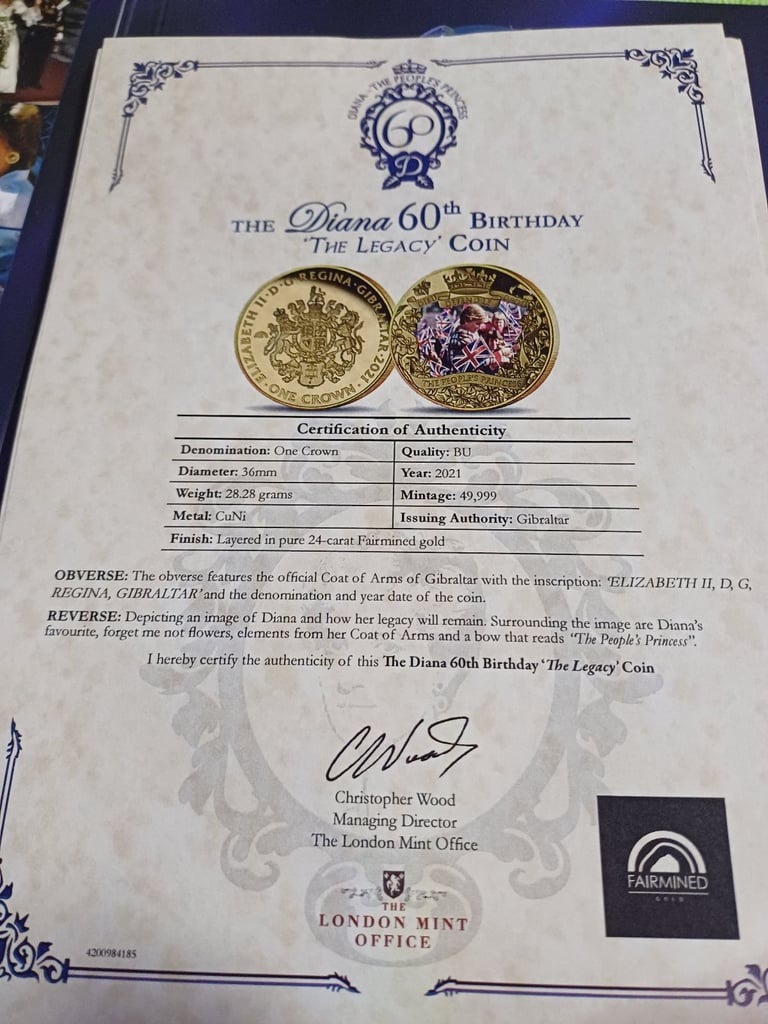 DIANA - THE PEOPLE'S PRINCESS
60
D
THE Diana 60th BIRTHDAY
'THE LEGACY' COIN
ELIZABETH II · D · G · REGINA · GIBRALTAR · 2021 ·
ONE CROWN
THE PEOPLE'S PRINCESS
Certification of Authenticity
Denomination: One Crown Quality: BU
Diameter: 36mm Year: 2021
Weight: 28.28 grams Mintage: 49,999
Metal: CuNi Issuing Authority: Gibraltar
Finish: Layered in pure 24-carat Fairmined gold
OBVERSE: The obverse features the official Coat of Arms of Gibraltar with the inscription: 'ELIZABETH II, D, G,
REGINA, GIBRALTAR' and the denomination and year date of the coin.
REVERSE: Depicting an image of Diana and how her legacy will remain. Surrounding the image are Diana's
favourite, forget me not flowers, elements from her Coat of Arms and a bow that reads "The People's Princess".
I hereby certify the authenticity of this The Diana 60th Birthday 'The Legacy' Coin
Christopher Wood
Managing Director
The London Mint Office
FAIRMINED
GOLD
THE
LONDON MINT
OFFICE
4200984185